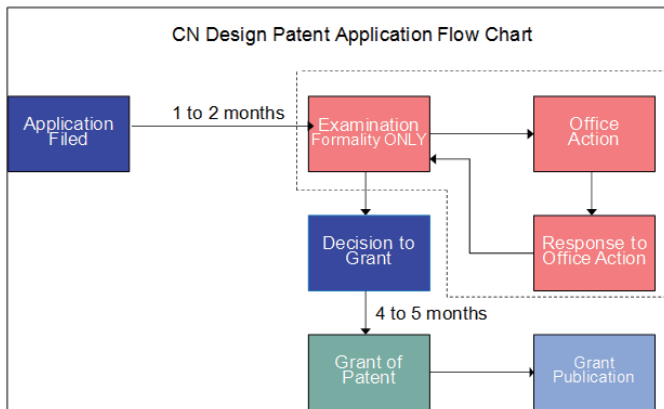 CN Design Patent Application Flow Chart
Application
Filed
1 to 2 months
Examination
Formality ONLY
Office
Action
Decision to
Grant
Response to
Office Action
4 to 5 months
Grant of
Patent
Grant
Publication